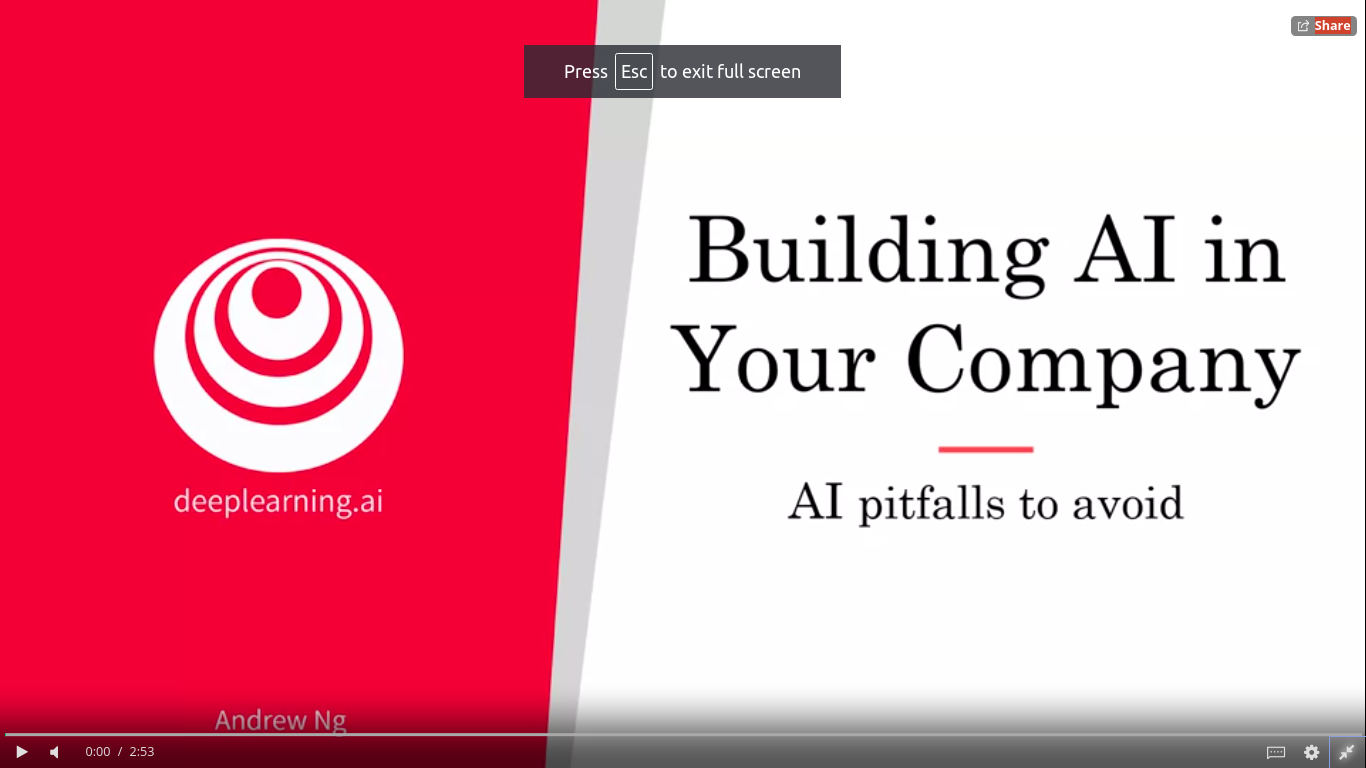 Share
Press Esc to exit full screen
Building AI in
Your Company
AI pitfalls to avoid
deeplearning.ai
Andrew Ng
0:00 / 2:53